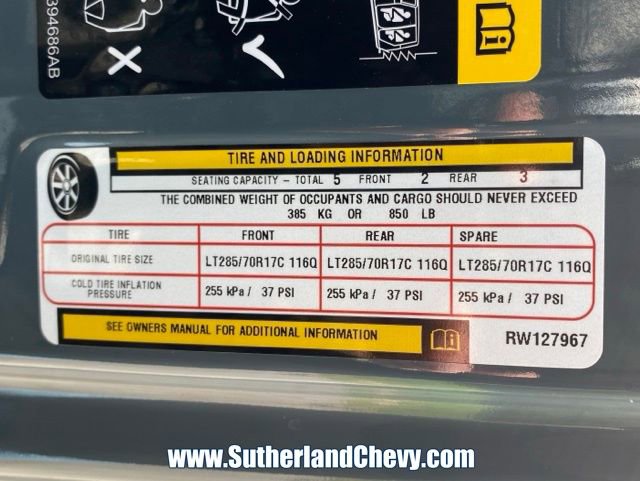 394686AB
TIRE AND LOADING INFORMATION
SEATING CAPACITY – TOTAL 5 FRONT 2 REAR 3
THE COMBINED WEIGHT OF OCCUPANTS AND CARGO SHOULD NEVER EXCEED
385 KG OR 850 LB
TIRE FRONT REAR SPARE
ORIGINAL TIRE SIZE LT285/70R17C 116Q LT285/70R17C 116Q LT285/70R17C 116Q
COLD TIRE INFLATION
PRESSURE 255 kPa / 37 PSI 255 kPa / 37 PSI 255 kPa / 37 PSI
SEE OWNERS MANUAL FOR ADDITIONAL INFORMATION
RW127967
www.SutherlandChevy.com